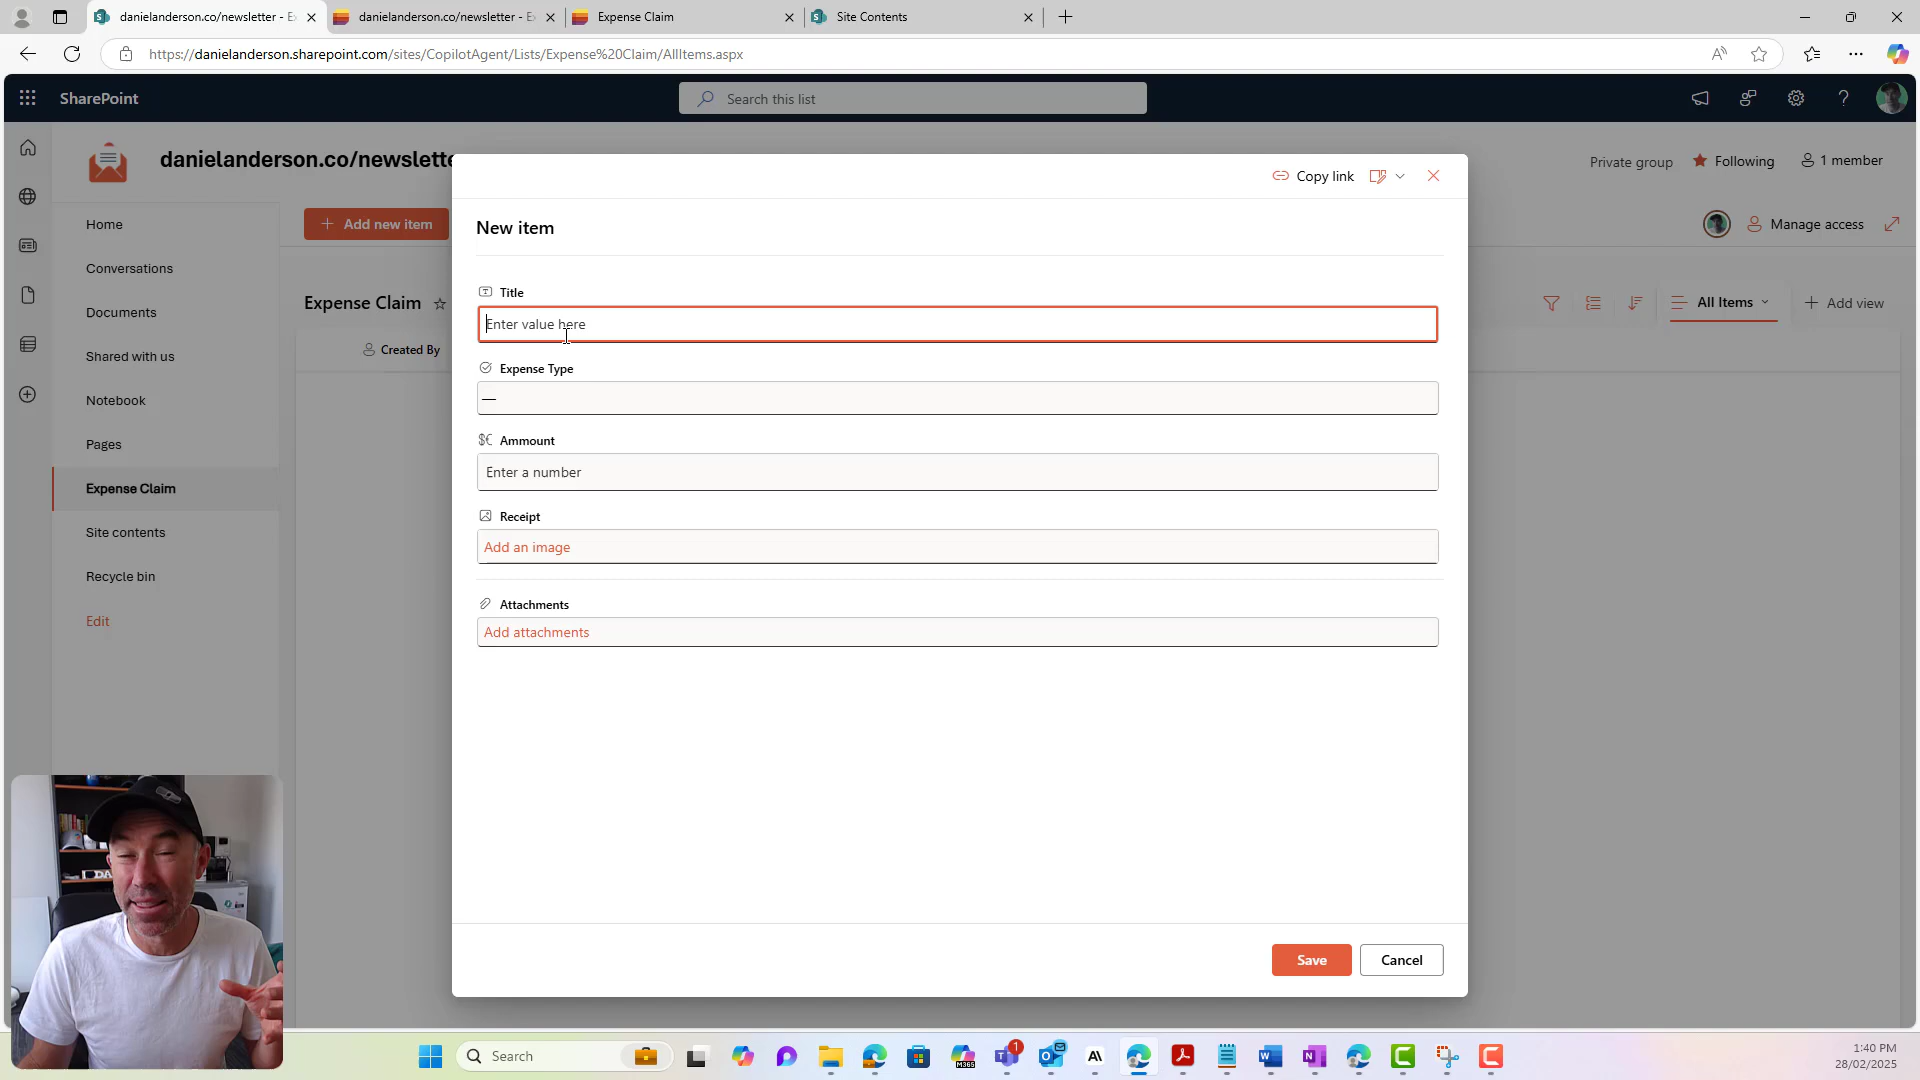 danielanderson.co/newsletter - E
danielanderson.co/newsletter - E
Expense Claim
Site Contents
https://danielanderson.sharepoint.com/sites/CopilotAgent/Lists/Expense%20Claim/AllItems.aspx
SharePoint
Search this list
danielanderson.co/newslette
Private group
Following
1 member
Copy link
Home
Conversations
Documents
Shared with us
Notebook
Pages
Expense Claim
Site contents
Recycle bin
Edit
Add new item
Manage access
Expense Claim
All Items
Add view
Created By
New item
Title
Enter value here
Expense Type
—
Ammount
Enter a number
Receipt
Add an image
Attachments
Add attachments
Save
Cancel
Search
M365
1
1:40 PM
28/02/2025